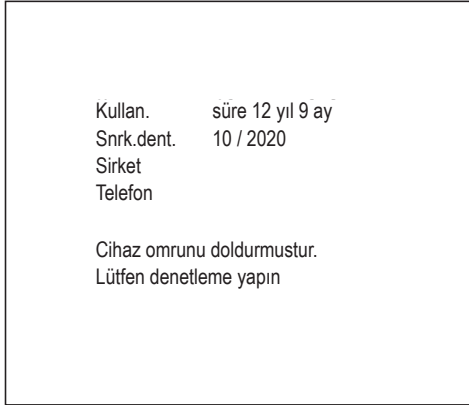 Kullan. süre 12 yıl 9 ay
Snrk.dent. 10 / 2020
Sirket
Telefon
Cihaz omrunu doldurmustur.
Lütfen denetleme yapın